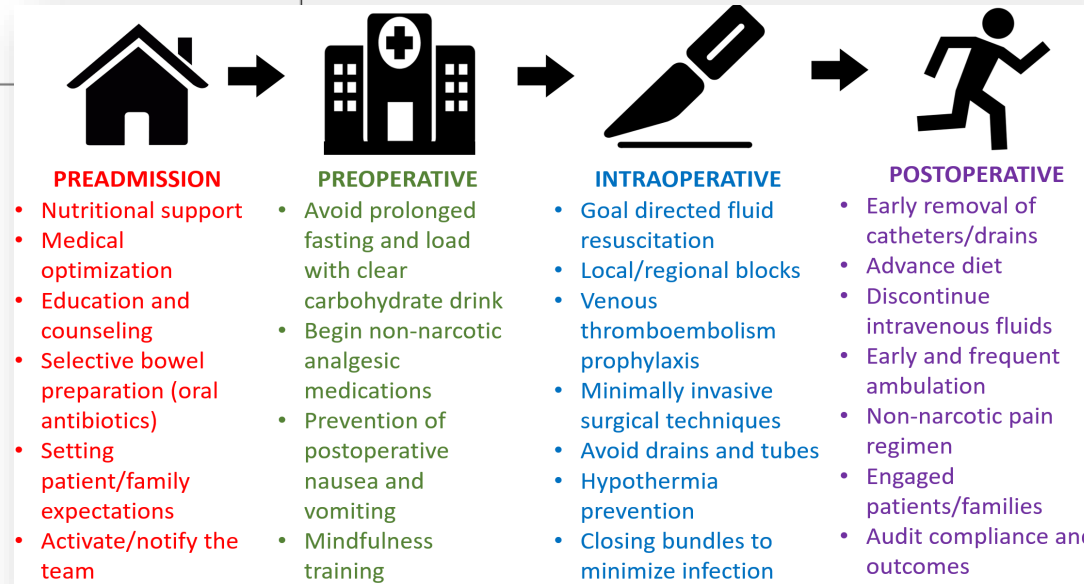 PREADMISSION
• Nutritional support
• Medical
optimization
• Education and
counseling
• Selective bowel
preparation (oral
antibiotics)
• Setting
patient/family
expectations
• Activate/notify the
team
PREOPERATIVE
• Avoid prolonged
fasting and load
with clear
carbohydrate drink
• Begin non-narcotic
analgesic
medications
• Prevention of
postoperative
nausea and
vomiting
• Mindfulness
training
INTRAOPERATIVE
• Goal directed fluid
resuscitation
• Local/regional blocks
• Venous
thromboembolism
prophylaxis
• Minimally invasive
surgical techniques
• Avoid drains and tubes
• Hypothermia
prevention
• Closing bundles to
minimize infection
POSTOPERATIVE
• Early removal of
catheters/drains
• Advance diet
• Discontinue
intravenous fluids
• Early and frequent
ambulation
• Non-narcotic pain
regimen
• Engaged
patients/families
• Audit compliance and
outcomes